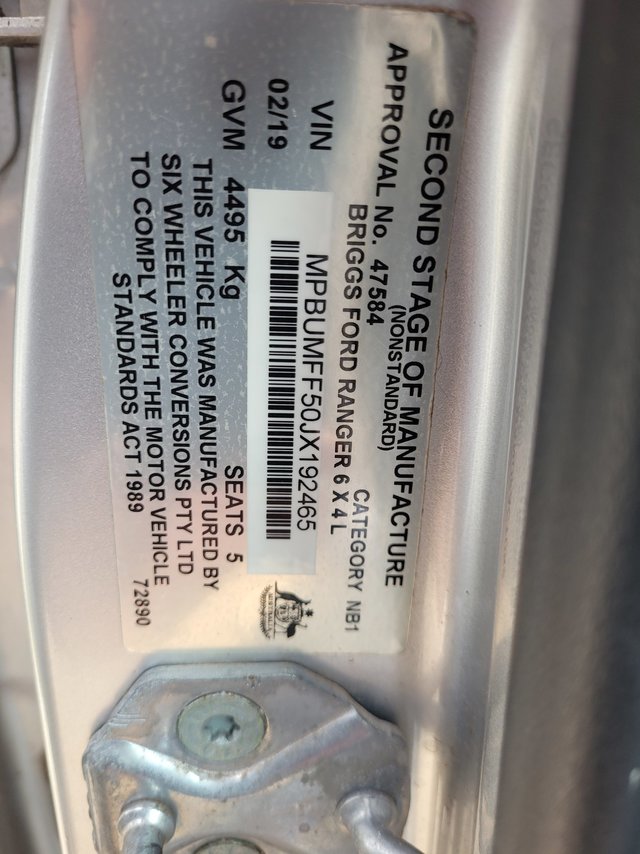 SECOND STAGE OF MANUFACTURE
(NONSTANDARD)
APPROVAL No. 47584
CATEGORY NB1
BRIGGS FORD RANGER 6 X 4 L
VIN
MPBUMFF50JX192465
02/19
GVM 4495 Kg
SEATS 5
THIS VEHICLE WAS MANUFACTURED BY
SIX WHEELER CONVERSIONS PTY LTD
TO COMPLY WITH THE MOTOR VEHICLE
STANDARDS ACT 1989
72890
AUSTRALIA